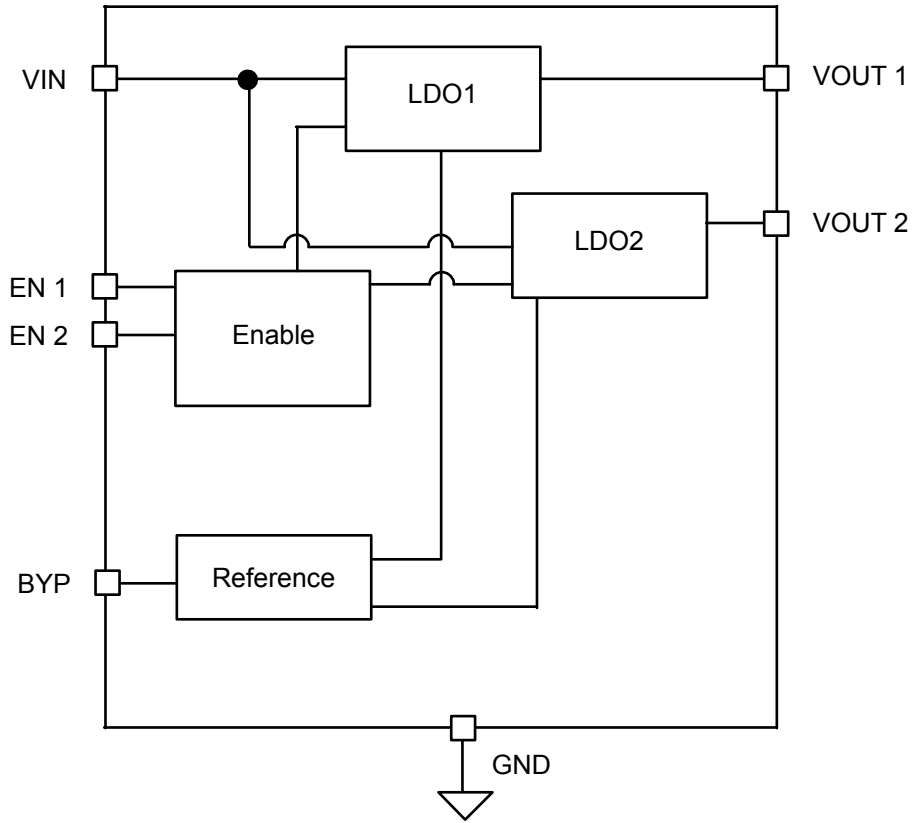 VIN
LDO1
VOUT 1
LDO2
VOUT 2
EN 1
EN 2
Enable
BYP
Reference
GND